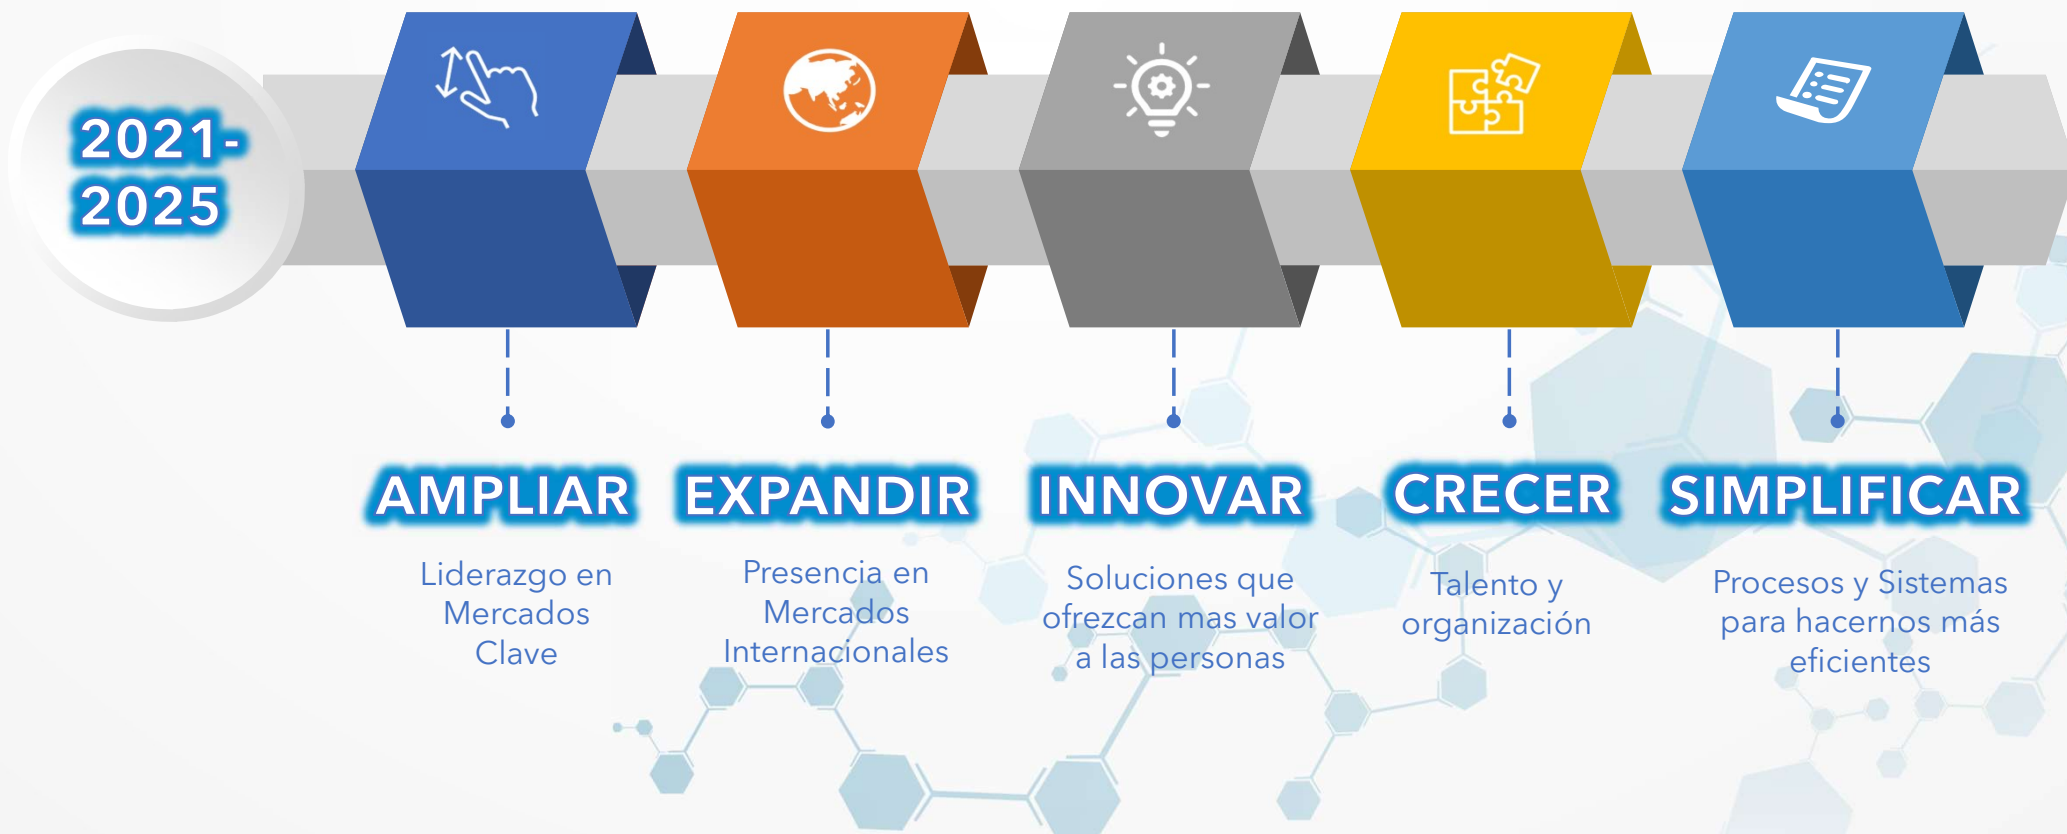 2021-
2025
AMPLIAR
Liderazgo en
Mercados
Clave
EXPANDIR
Presencia en
Mercados
Internacionales
INNOVAR
Soluciones que
ofrezcan mas valor
a las personas
CRECER
Talento y
organización
SIMPLIFICAR
Procesos y Sistemas
para hacernos más
eficientes